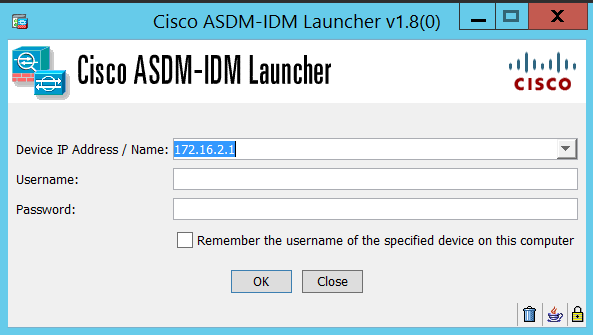 Cisco ASDM-IDM Launcher v1.8(0)
Cisco ASDM-IDM Launcher
CISCO
Device IP Address / Name: 172.16.2.1
Username:
Password:
Remember the username of the specified device on this computer
OK Close